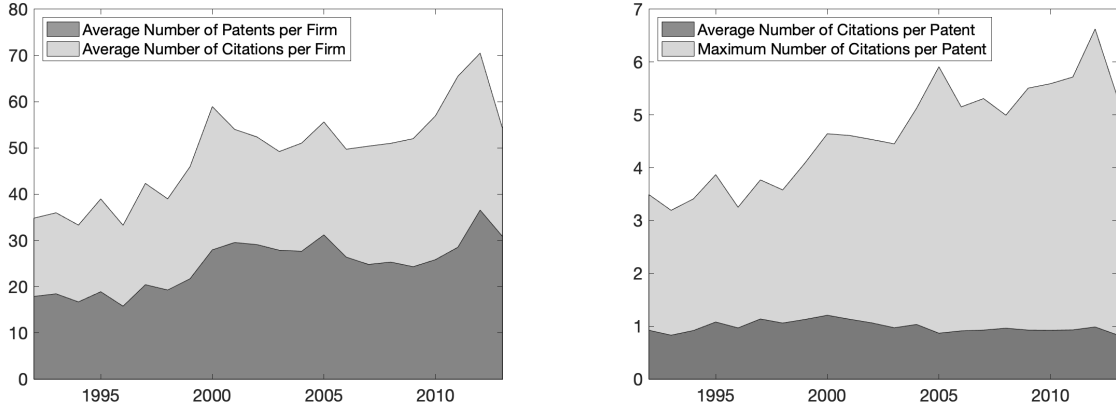 80
70
60
50
40
30
20
10
0
Average Number of Patents per Firm
Average Number of Citations per Firm
1995 2000 2005 2010
7
6
5
4
3
2
1
0
Average Number of Citations per Patent
Maximum Number of Citations per Patent
1995 2000 2005 2010